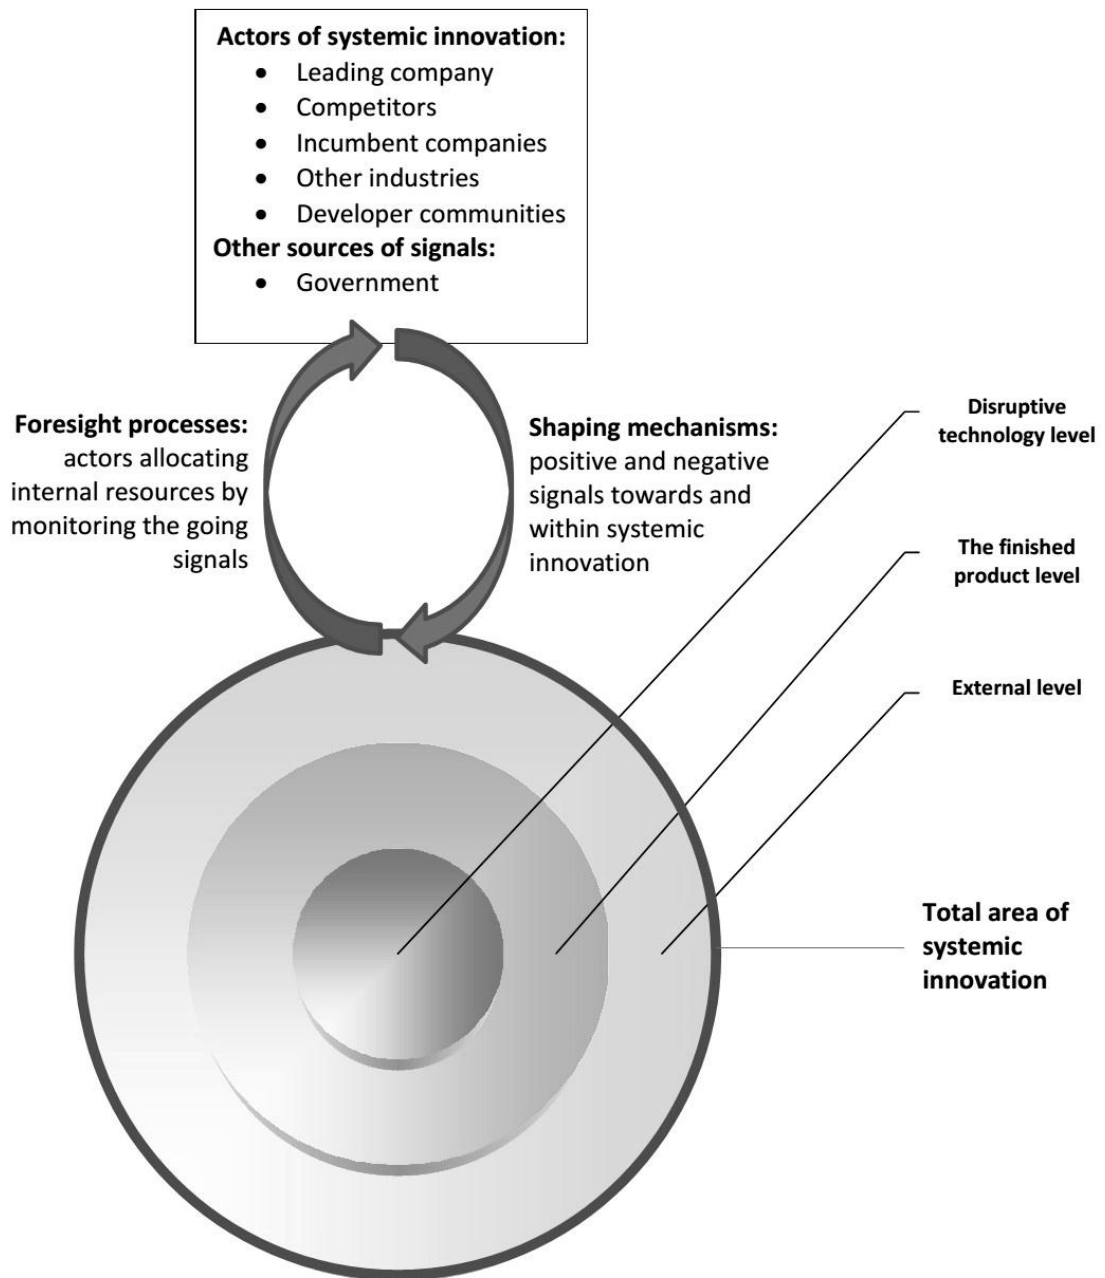 Actors of systemic innovation:
• Leading company
• Competitors
• Incumbent companies
• Other industries
• Developer communities
Other sources of signals:
• Government
Foresight processes:
actors allocating
internal resources by
monitoring the going
signals
Shaping mechanisms:
positive and negative
signals towards and
within systemic
innovation
Disruptive
technology level
The finished
product level
External level
Total area of
systemic
innovation